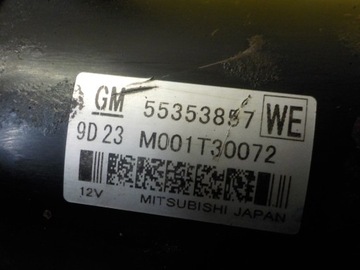 GM 55353857 WE
9D 23 M001T30072
12V MITSUBISHI JAPAN